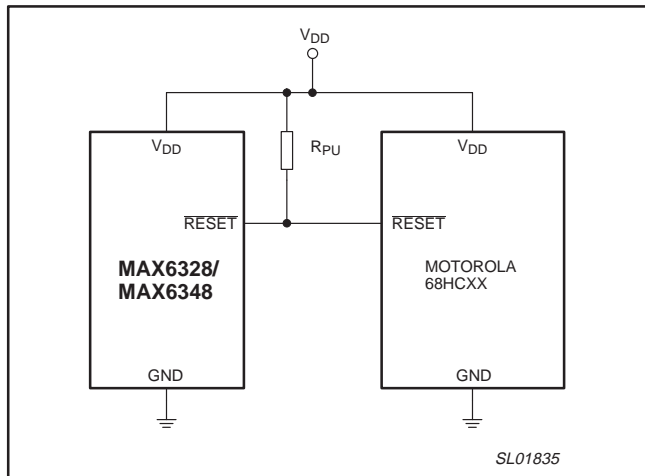 VDD
VDD
RPU
VDD
RESET
RESET
MAX6328/
MAX6348
MOTOROLA
68HCXX
GND
GND
SL01835